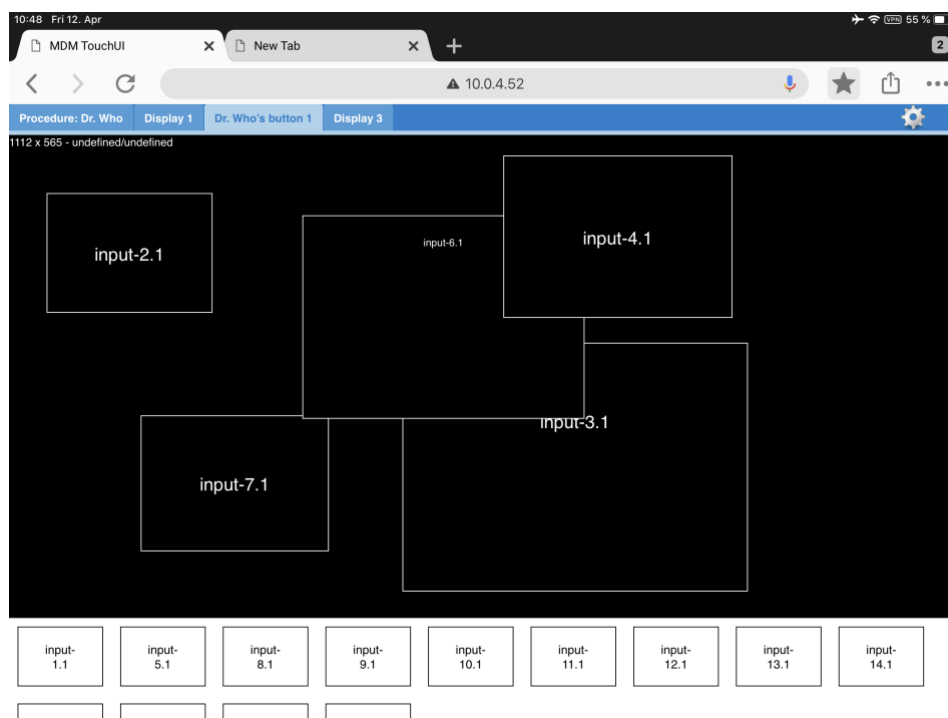 10:48 Fri 12. Apr VPN 55 %
MDM TouchUI New Tab 2
10.0.4.52
Procedure: Dr. Who Display 1 Dr. Who's button 1 Display 3
1112 x 565 - undefined/undefined
input-2.1
input-6.1
input-4.1
input-3.1
input-7.1
input-
1.1
input-
5.1
input-
8.1
input-
9.1
input-
10.1
input-
11.1
input-
12.1
input-
13.1
input-
14.1